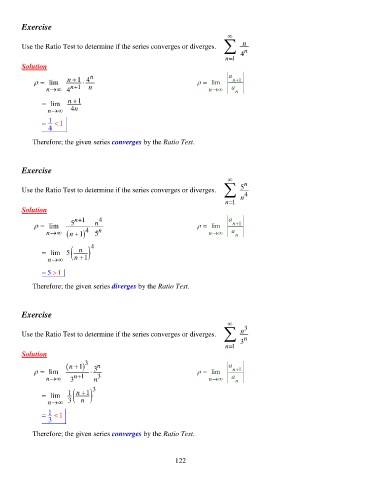 Exercise
Use the Ratio Test to determine if the series converges or diverges. \sum_{n=1}^{\infty} \frac{n}{4^n}
Solution
\rho = \lim_{n\to\infty} \frac{n+1}{4^{n+1}} \cdot \frac{4^n}{n} \qquad \rho = \lim_{n\to\infty} \left| \frac{a_{n+1}}{a_n} \right|
= \lim_{n\to\infty} \frac{n+1}{4n}
= \frac{1}{4} < 1
Therefore; the given series converges by the Ratio Test.
Exercise
Use the Ratio Test to determine if the series converges or diverges. \sum_{n=1}^{\infty} \frac{5^n}{n^4}
Solution
\rho = \lim_{n\to\infty} \frac{5^{n+1}}{(n+1)^4} \cdot \frac{n^4}{5^n} \qquad \rho = \lim_{n\to\infty} \left| \frac{a_{n+1}}{a_n} \right|
= \lim_{n\to\infty} 5\left(\frac{n}{n+1}\right)^4
= 5 > 1
Therefore; the given series diverges by the Ratio Test.
Exercise
Use the Ratio Test to determine if the series converges or diverges. \sum_{n=1}^{\infty} \frac{n^3}{3^n}
Solution
\rho = \lim_{n\to\infty} \frac{(n+1)^3}{3^{n+1}} \cdot \frac{3^n}{n^3} \qquad \rho = \lim_{n\to\infty} \left| \frac{a_{n+1}}{a_n} \right|
= \lim_{n\to\infty} \frac{1}{3}\left(\frac{n+1}{n}\right)^3
= \frac{1}{3} < 1
Therefore; the given series converges by the Ratio Test.
122